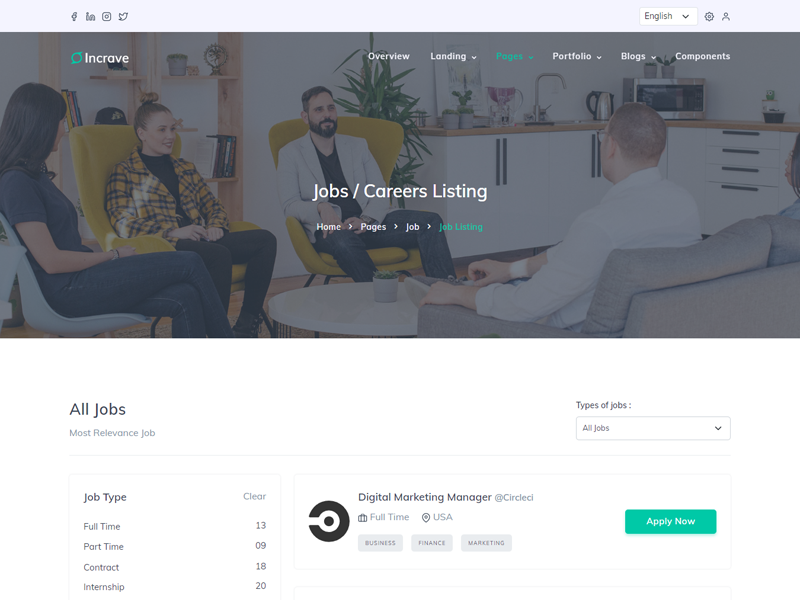 English
Incrave
Overview Landing Pages Portfolio Blogs Components
Jobs / Careers Listing
Home Pages Job Job Listing
All Jobs
Most Relevance Job
Types of jobs :
All Jobs
Job Type Clear
Full Time 13
Part Time 09
Contract 18
Internship 20
Digital Marketing Manager @Circleci
Full Time USA
BUSINESS FINANCE MARKETING
Apply Now